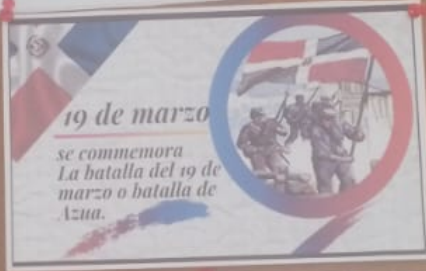 19 de marzo
se commemora
La batalla del 19 de
marzo o batalla de
Azua.